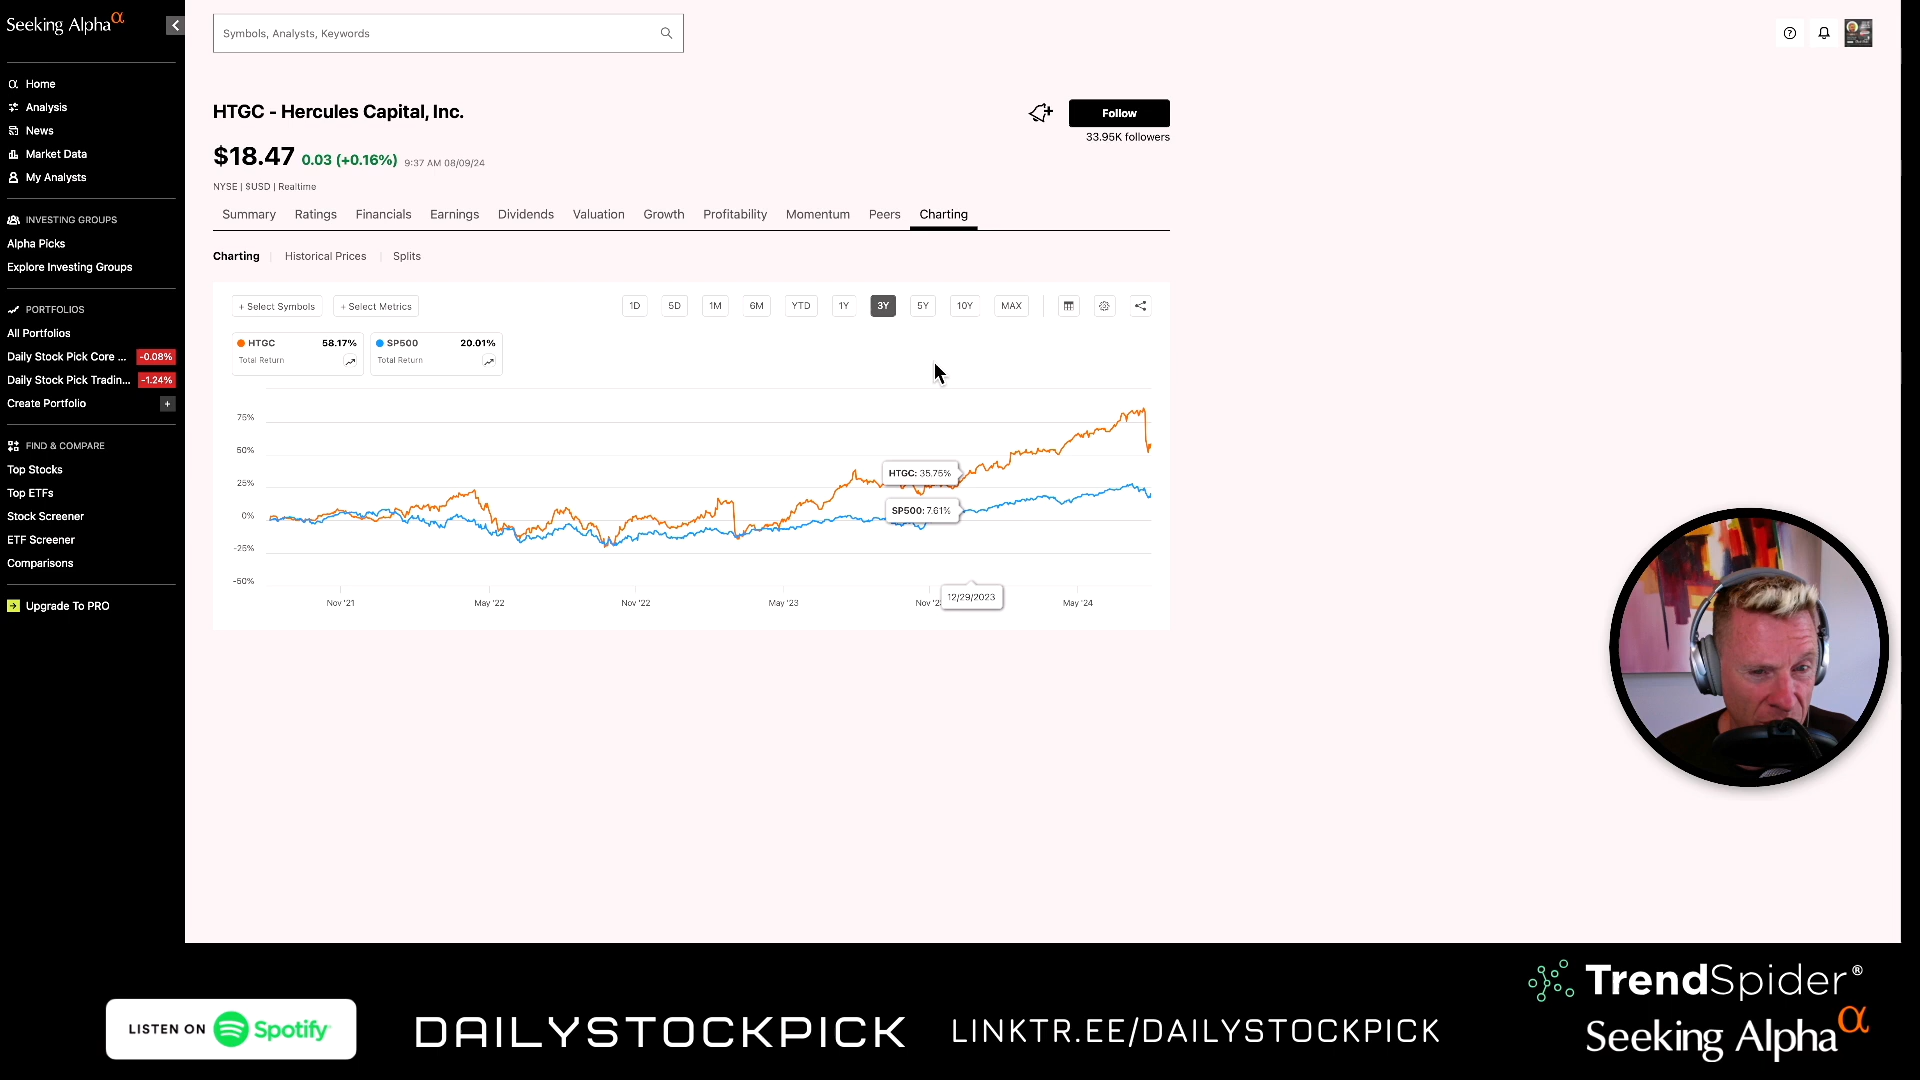 Seeking Alpha α
Home
Analysis
News
Market Data
My Analysts
INVESTING GROUPS
Alpha Picks
Explore Investing Groups
PORTFOLIOS
All Portfolios
Daily Stock Pick Core ... -0.08%
Daily Stock Pick Tradin... -1.24%
Create Portfolio +
FIND & COMPARE
Top Stocks
Top ETFs
Stock Screener
ETF Screener
Comparisons
Upgrade To PRO
Symbols, Analysts, Keywords
HTGC - Hercules Capital, Inc.
Follow
33.95K followers
$18.47 0.03 (+0.16%) 9:37 AM 08/09/24
NYSE | $USD | Realtime
Summary Ratings Financials Earnings Dividends Valuation Growth Profitability Momentum Peers Charting
Charting | Historical Prices | Splits
+ Select Symbols + Select Metrics 1D 5D 1M 6M YTD 1Y 3Y 5Y 10Y MAX
HTGC 58.17% SP500 20.01%
Total Return Total Return
75%
50%
25%
0%
-25%
-50%
HTGC: 35.75%
SP500: 7.61%
12/29/2023
Nov '21 May '22 Nov '22 May '23 Nov '2 May '24
LISTEN ON Spotify
DAILYSTOCKPICK
LINKTR.EE/DAILYSTOCKPICK
TrendSpider®
Seeking Alpha α